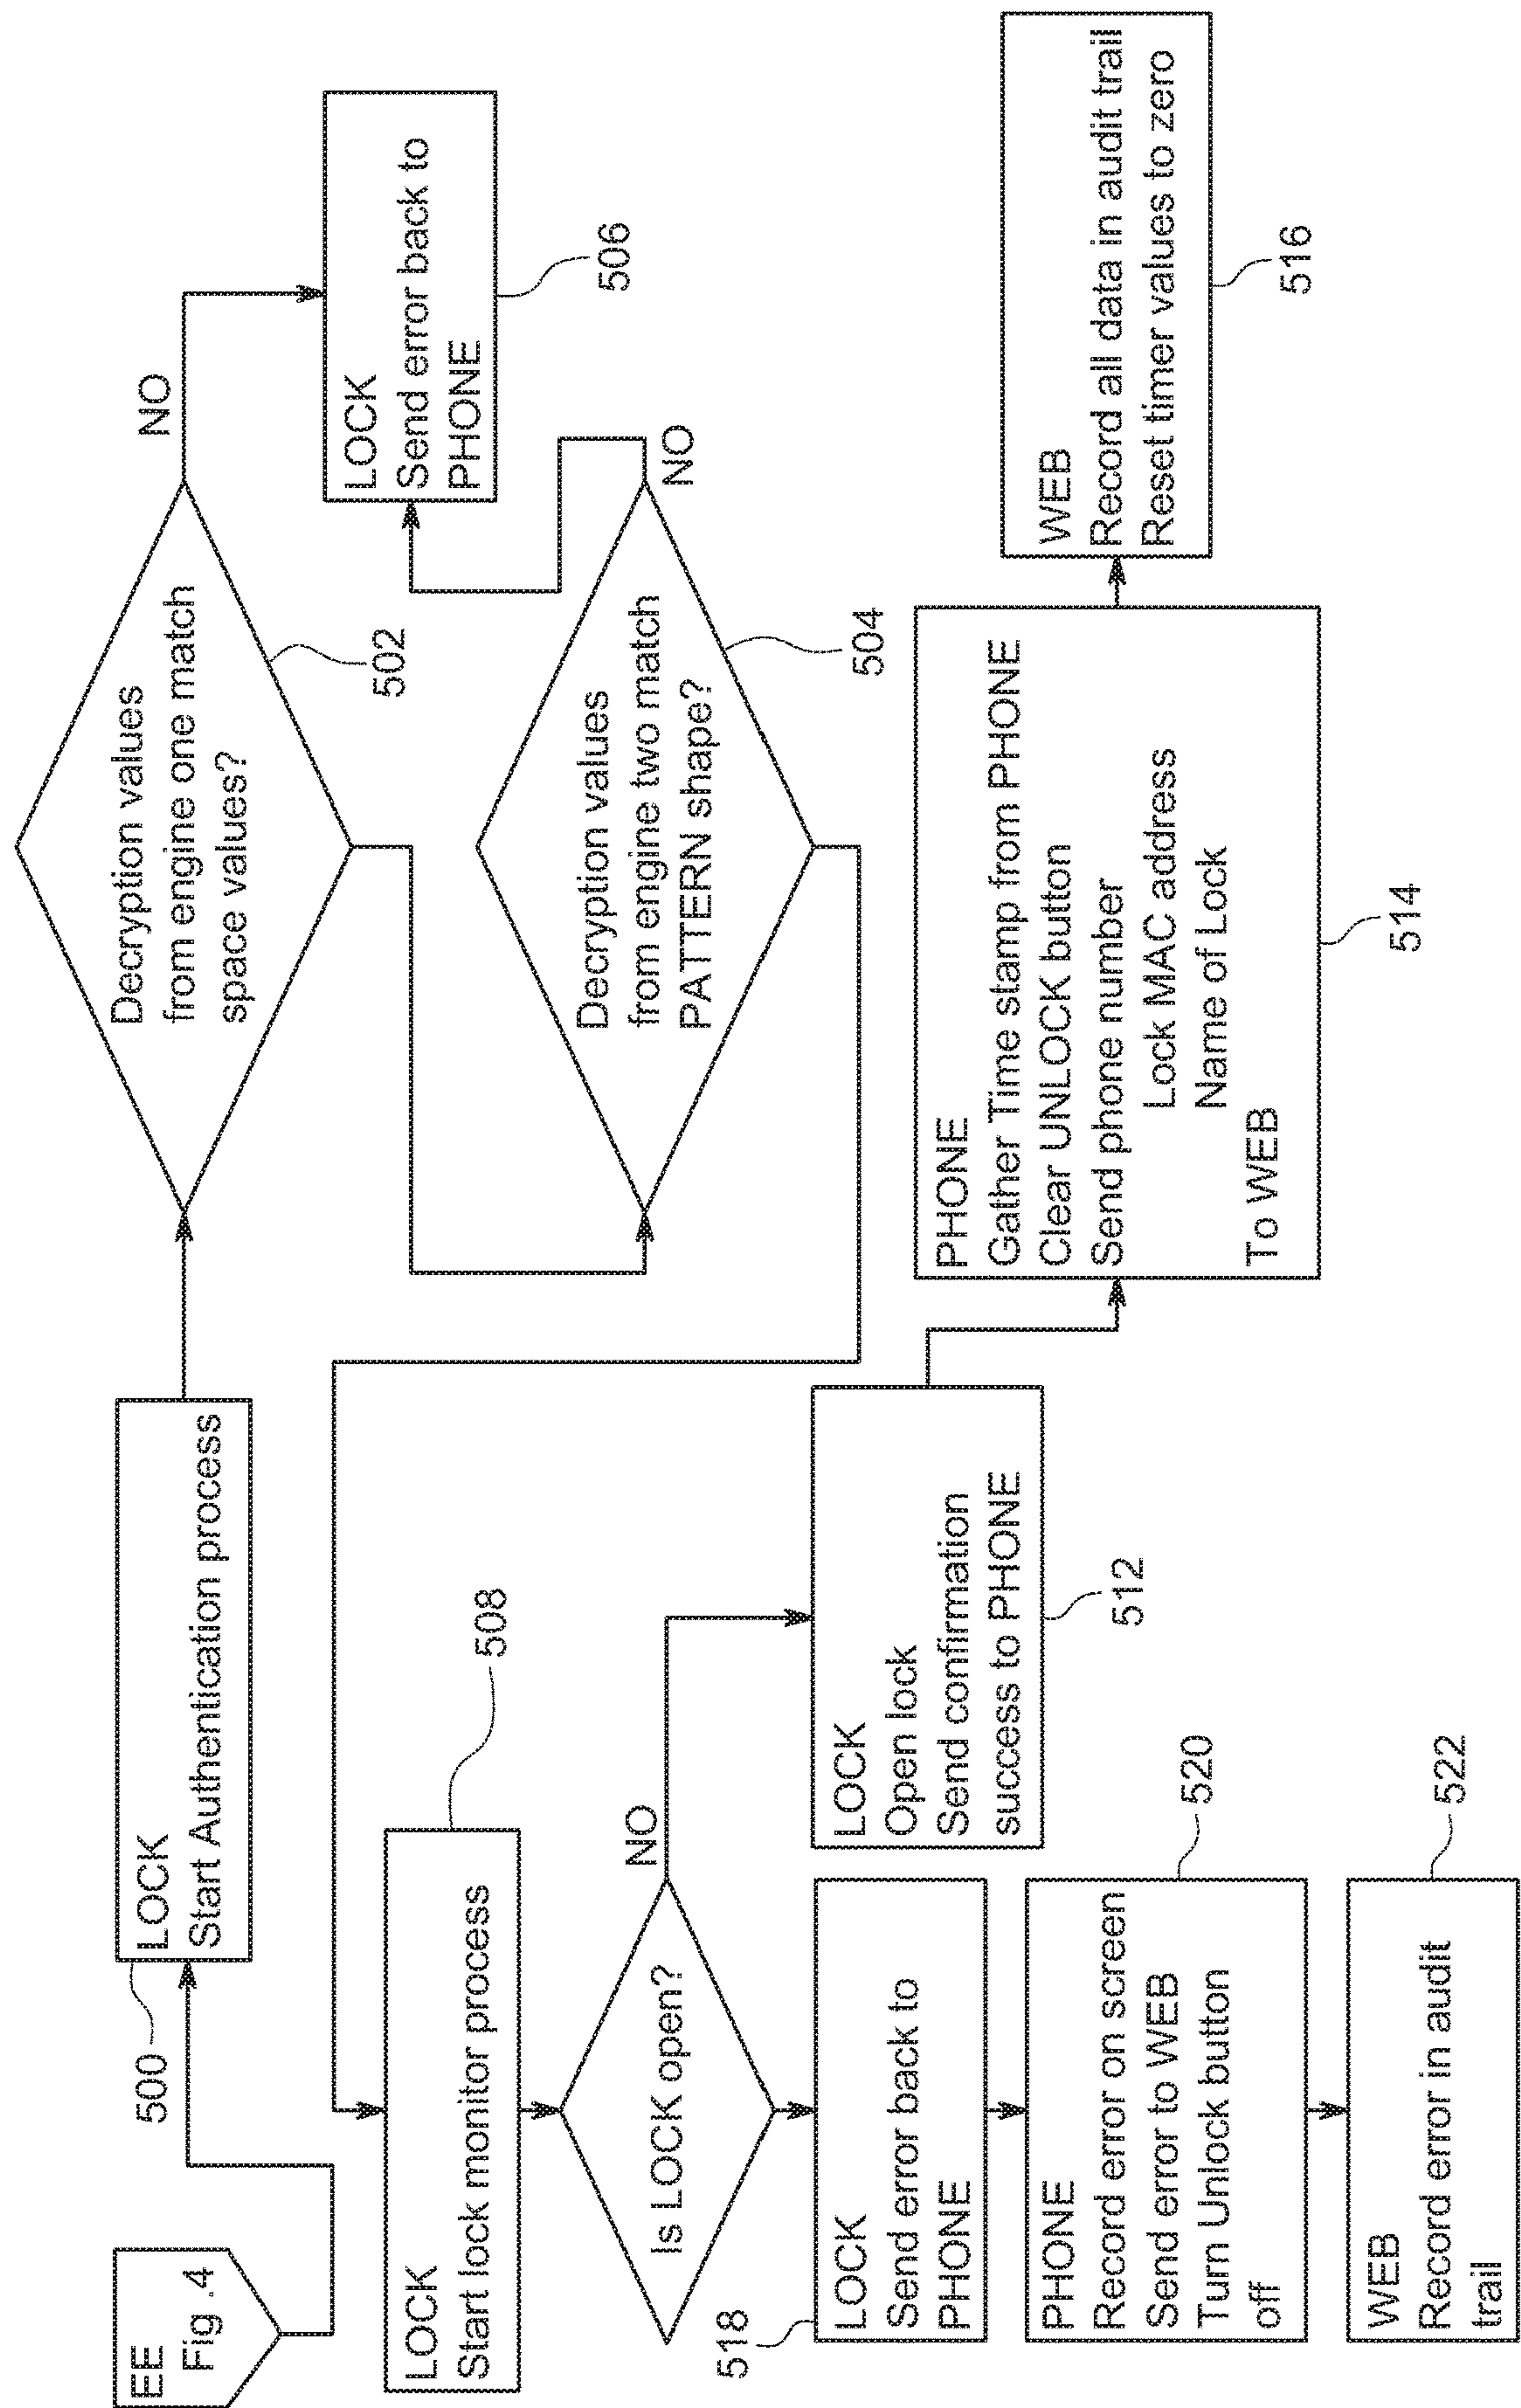 EE
Fig .4
500
LOCK
Start Authentication process
Decryption values
from engine one match
space values?
502
NO
LOCK
Send error back to
PHONE
506
Decryption values
from engine two match
PATTERN shape?
504
NO
LOCK
Start lock monitor process
508
Is LOCK open?
NO
LOCK
Open lock
Send confirmation
success to PHONE
512
PHONE
Gather Time stamp from PHONE
Clear UNLOCK button
Send phone number
Lock MAC address
Name of Lock
To WEB
514
WEB
Record all data in audit trail
Reset timer values to zero
516
LOCK
Send error back to
PHONE
518
PHONE
Record error on screen
Send error to WEB
Turn Unlock button
off
520
WEB
Record error in audit
trail
522